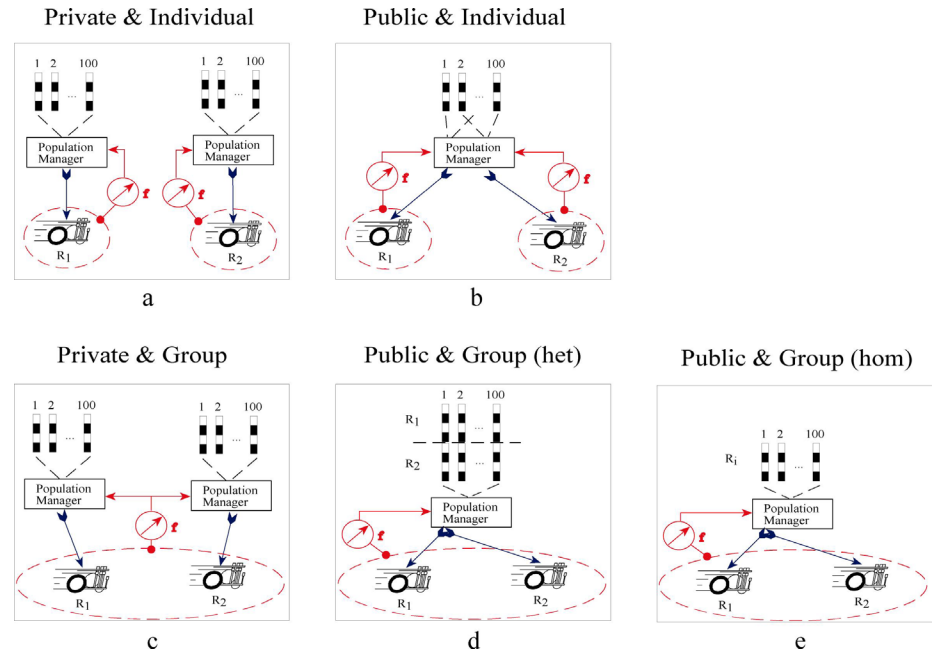 Private & Individual
Public & Individual
1 2 ... 100
1 2 ... 100
Population
Manager
Population
Manager
f
f
R1
R2
a
1 2 ... 100
Population
Manager
f
f
R1
R2
b
Private & Group
Public & Group (het)
Public & Group (hom)
1 2 ... 100
1 2 ... 100
Population
Manager
Population
Manager
f
R1
R2
c
1 2 100
R1 ...
R2 ...
Population
Manager
f
R1
R2
d
1 2 100
Ri ...
Population
Manager
f
R1
R2
e